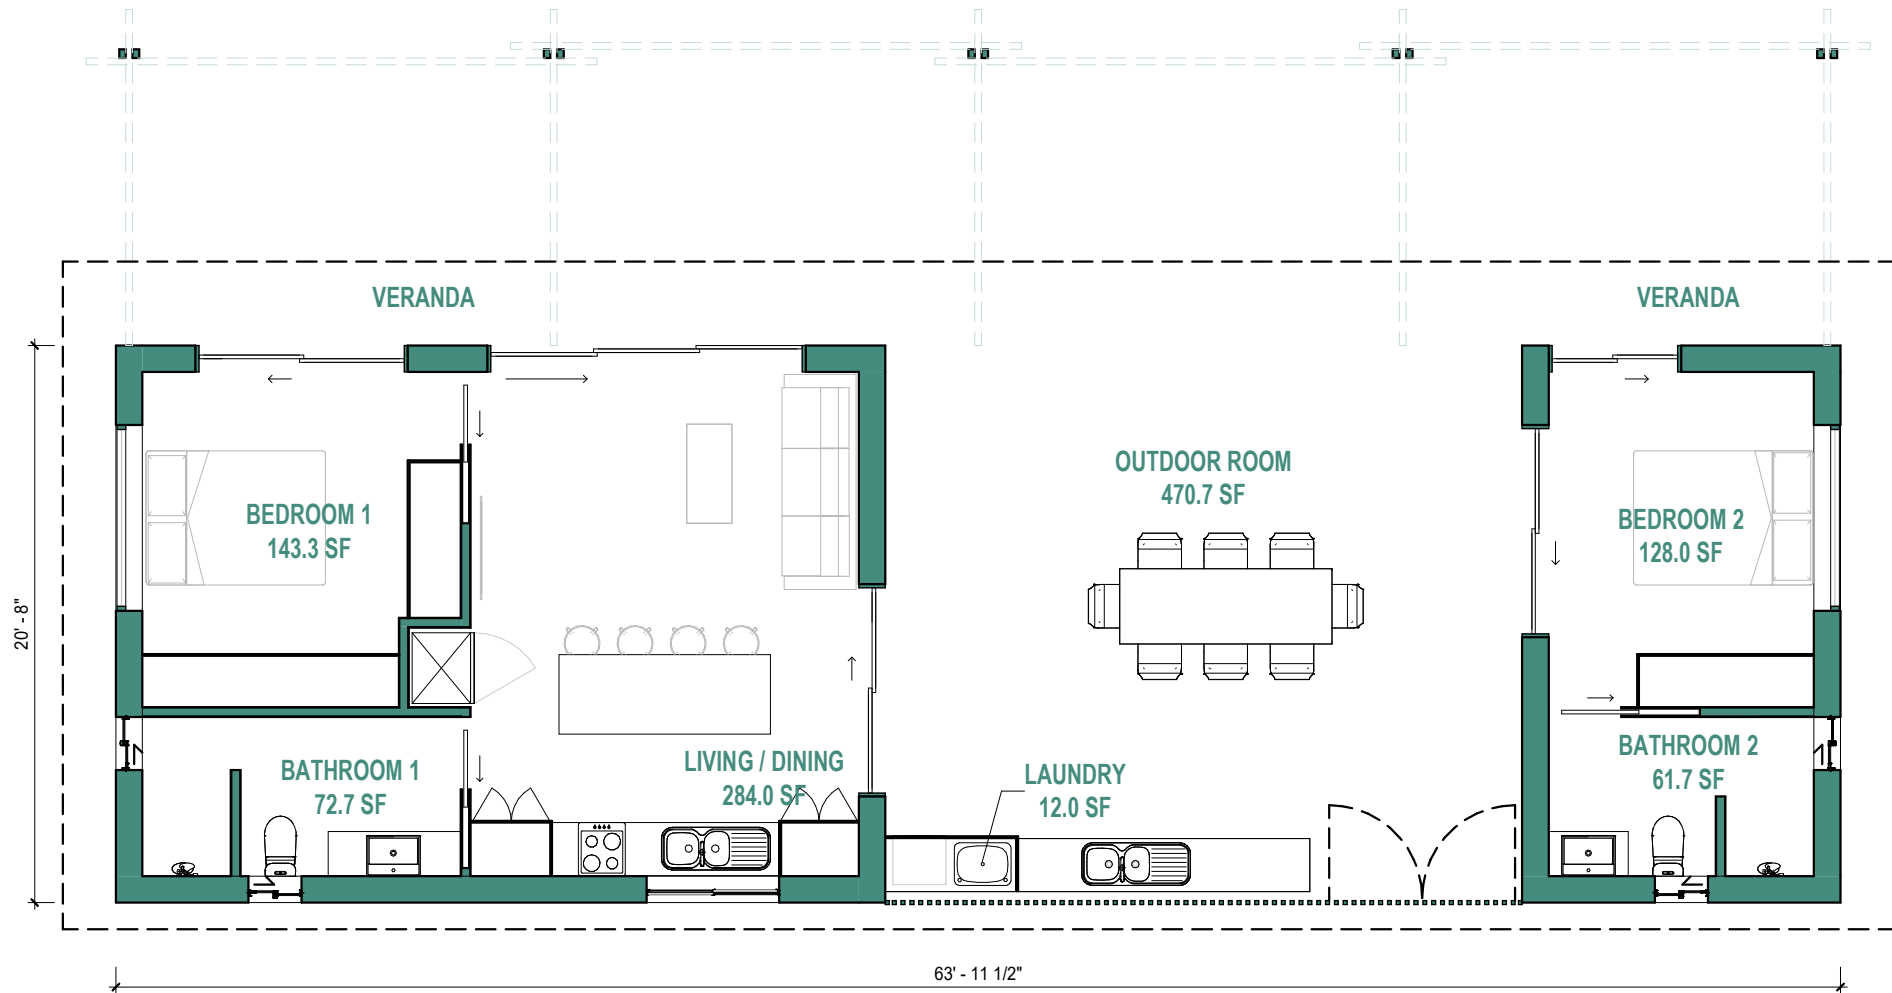 VERANDA
VERANDA
OUTDOOR ROOM
470.7 SF
BEDROOM 1
143.3 SF
BEDROOM 2
128.0 SF
20' - 8"
BATHROOM 1
72.7 SF
LIVING / DINING
284.0 SF
LAUNDRY
12.0 SF
BATHROOM 2
61.7 SF
63' - 11 1/2"